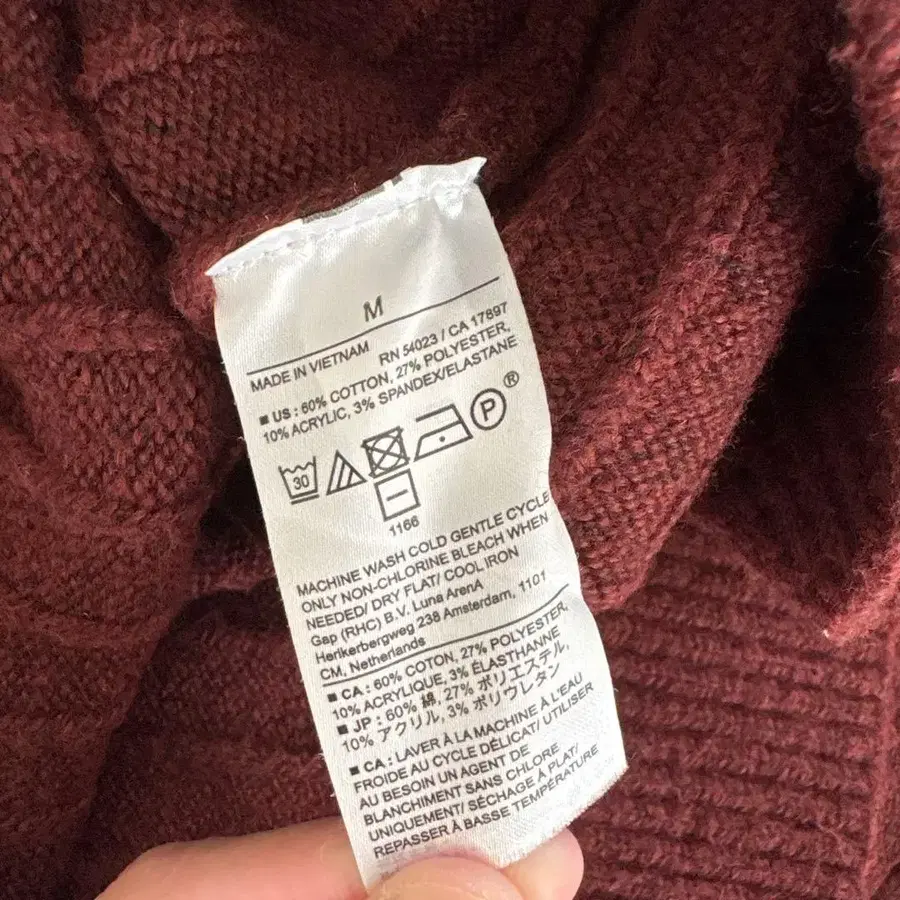 M
MADE IN VIETNAM RN 54023 / CA 17897
■ US : 60% COTTON, 27% POLYESTER,
10% ACRYLIC, 3% SPANDEX/ELASTANE
30 P ®
1166
MACHINE WASH COLD GENTLE CYCLE
ONLY NON-CHLORINE BLEACH WHEN
NEEDED/ DRY FLAT/ COOL IRON
Gap (RHC) B.V. Luna ArenA
Herikerbergweg 238 Amsterdam, 1101
CM, Netherlands
■ CA : 60% COTON, 27% POLYESTER,
10% ACRYLIQUE, 3% ÉLASTHANNE
■ JP : 60% 綿, 27% ポリエステル,
10% アクリル, 3% ポリウレタン
■ CA : LAVER À LA MACHINE À L'EAU
FROIDE AU CYCLE DÉLICAT/ UTILISER
AU BESOIN UN AGENT DE
BLANCHIMENT SANS CHLORE
UNIQUEMENT/ SÉCHAGE À PLAT/
REPASSER À BASSE TEMPÉRATURE